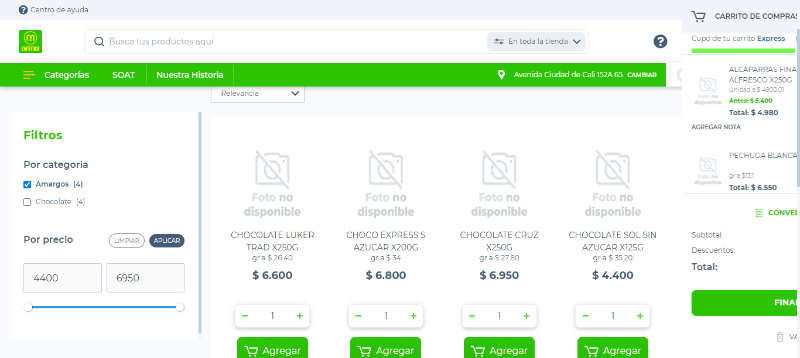 Centro de ayuda
CARRITO DE COMPRAS
Busca tus productos aquí
En toda la tienda
Cupo de tu carrito Express
Categorías
SOAT
Nuestra Historia
Avenida Ciudad de Cali 152A 65 CAMBIAR
Relevancia
ALCAPARRAS FINA
ALFRESCO X250G
Unidad a $ 4900.01
Antes: $ 5.400
Total: $ 4.980
AGREGAR NOTA
Foto no
disponible
PECHUGA BLANCA
gr a $13.1
Total: $ 6.550
Foto no
disponible
CONVER
Subtotal:
Descuentos:
Total:
FINAL
VA
Filtros
Por categoría
Amargos (4)
Chocolate (4)
Por precio
LIMPIAR
APLICAR
4400
6950
Foto no
disponible
CHOCOLATE LUKER
TRAD X250G
gr a $ 26.40
$ 6.600
− 1 +
Agregar
Foto no
disponible
CHOCO EXPRESS S
AZUCAR X200G
gr a $ 34
$ 6.800
− 1 +
Agregar
Foto no
disponible
CHOCOLATE CRUZ
X250G
gr a $ 27.80
$ 6.950
− 1 +
Agregar
Foto no
disponible
CHOCOLATE SOL SIN
AZUCAR X125G
gr a $ 35.20
$ 4.400
− 1 +
Agregar